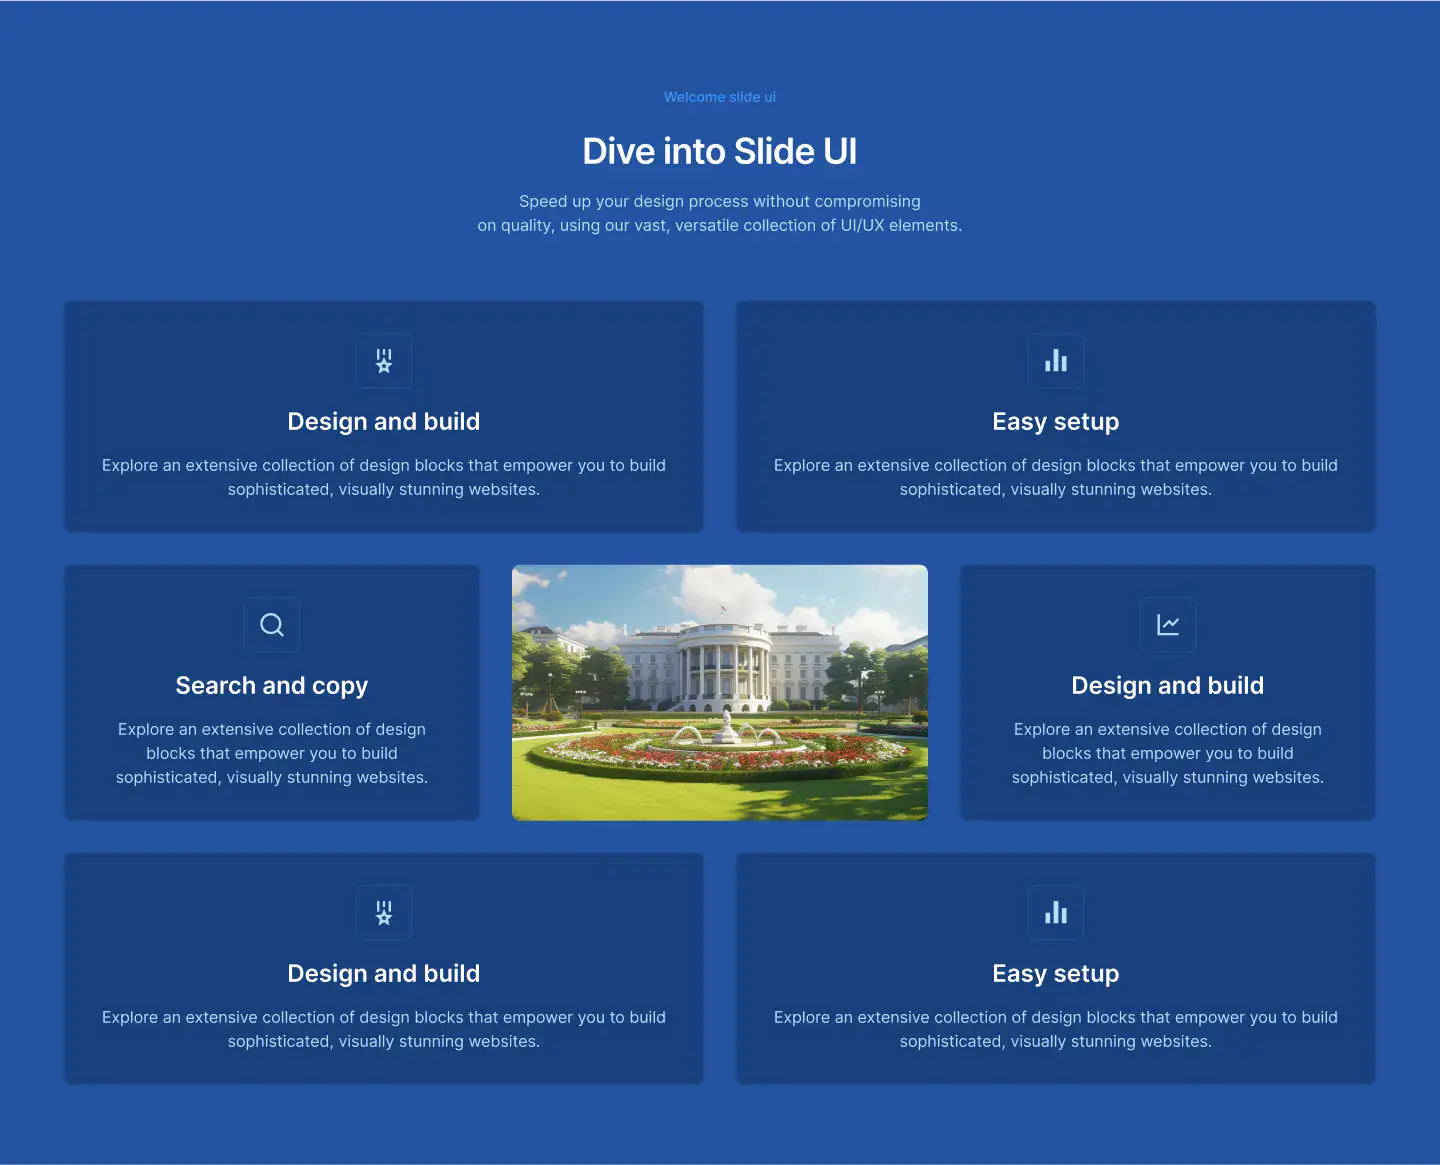 Welcome slide ui
Dive into Slide UI
Speed up your design process without compromising
on quality, using our vast, versatile collection of UI/UX elements.
Design and build
Explore an extensive collection of design blocks that empower you to build
sophisticated, visually stunning websites.
Easy setup
Explore an extensive collection of design blocks that empower you to build
sophisticated, visually stunning websites.
Search and copy
Explore an extensive collection of design
blocks that empower you to build
sophisticated, visually stunning websites.
Design and build
Explore an extensive collection of design
blocks that empower you to build
sophisticated, visually stunning websites.
Design and build
Explore an extensive collection of design blocks that empower you to build
sophisticated, visually stunning websites.
Easy setup
Explore an extensive collection of design blocks that empower you to build
sophisticated, visually stunning websites.